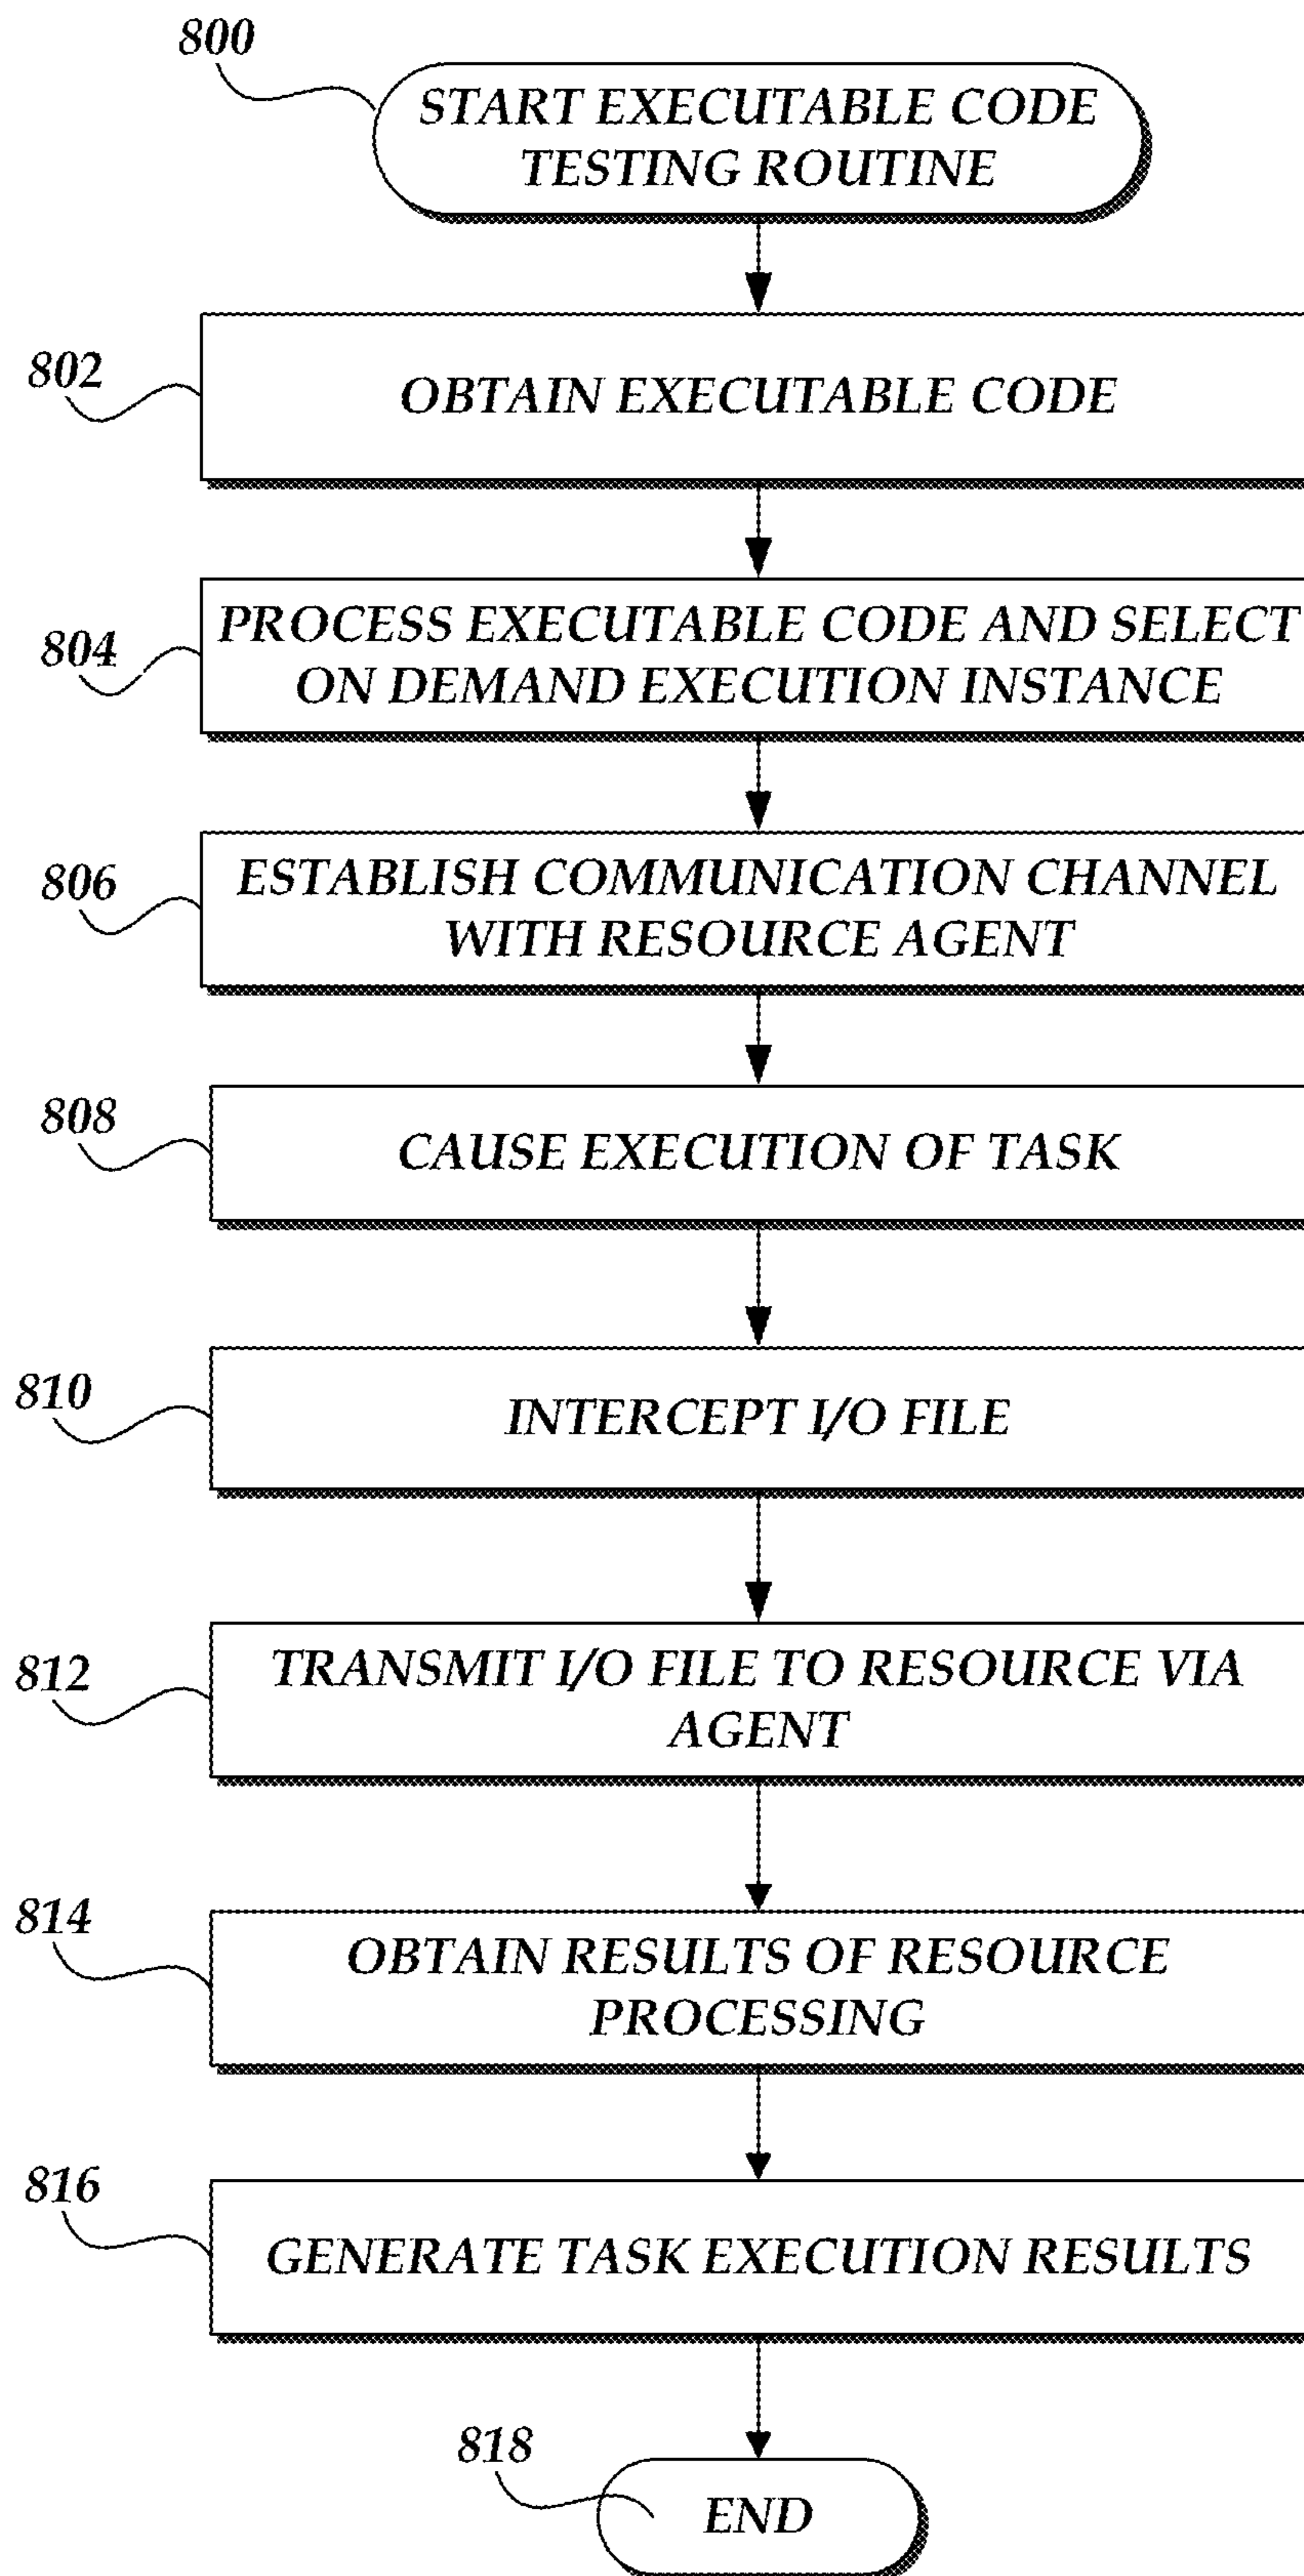 800
START EXECUTABLE CODE
TESTING ROUTINE
802
OBTAIN EXECUTABLE CODE
804
PROCESS EXECUTABLE CODE AND SELECT
ON DEMAND EXECUTION INSTANCE
806
ESTABLISH COMMUNICATION CHANNEL
WITH RESOURCE AGENT
808
CAUSE EXECUTION OF TASK
810
INTERCEPT I/O FILE
812
TRANSMIT I/O FILE TO RESOURCE VIA
AGENT
814
OBTAIN RESULTS OF RESOURCE
PROCESSING
816
GENERATE TASK EXECUTION RESULTS
818
END